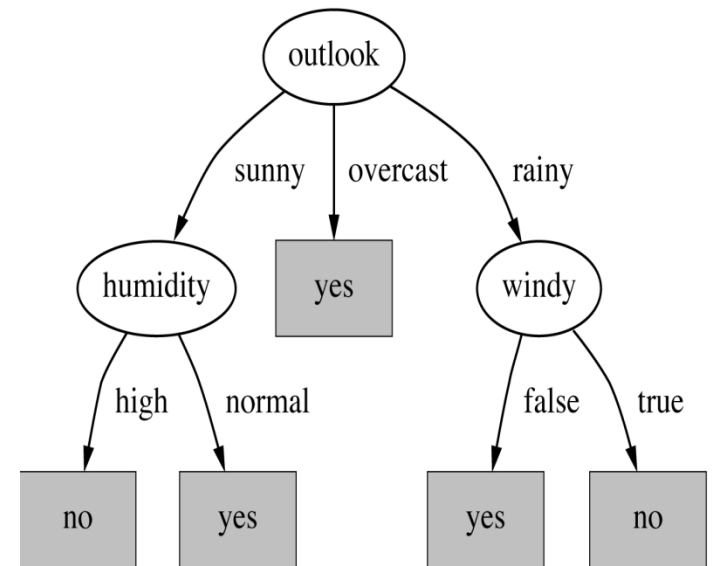 outlook
sunny overcast rainy
humidity yes windy
high normal false true
no yes yes no